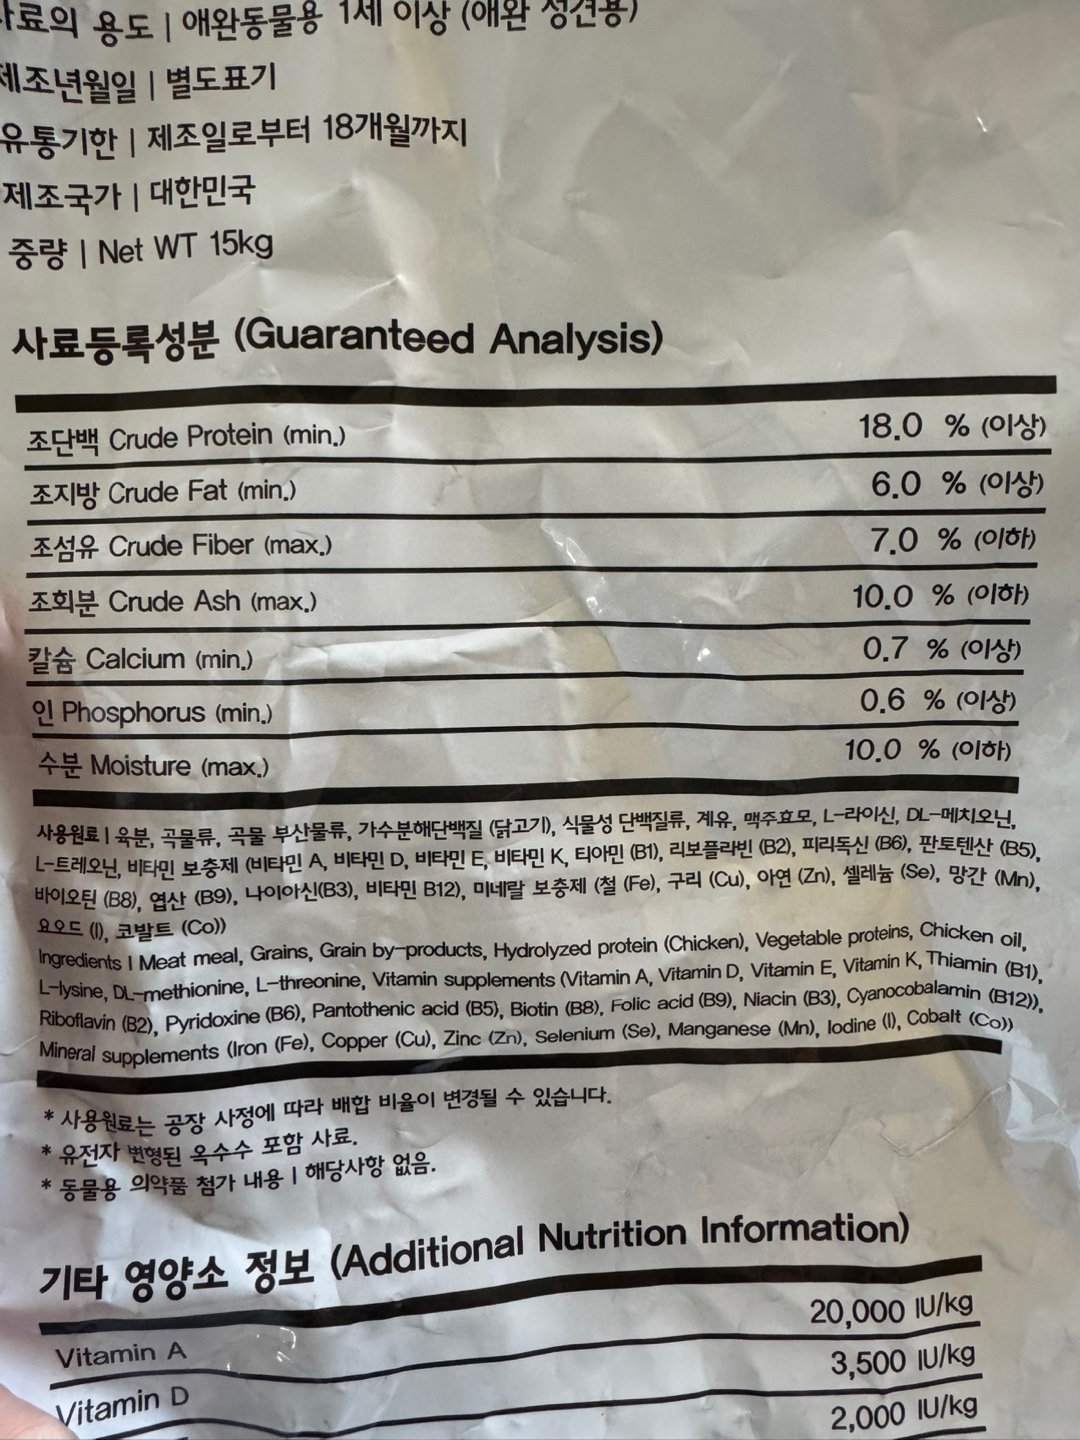 사료의 용도 | 애완동물용 1세 이상 (애완 성견용)
제조년월일 | 별도표기
유통기한 | 제조일로부터 18개월까지
제조국가 | 대한민국
중량 | Net WT 15kg
사료등록성분 (Guaranteed Analysis)
조단백 Crude Protein (min.) 18.0 % (이상)
조지방 Crude Fat (min.) 6.0 % (이상)
조섬유 Crude Fiber (max.) 7.0 % (이하)
조회분 Crude Ash (max.) 10.0 % (이하)
칼슘 Calcium (min.) 0.7 % (이상)
인 Phosphorus (min.) 0.6 % (이상)
수분 Moisture (max.) 10.0 % (이하)
사용원료 | 육분, 곡물류, 곡물 부산물류, 가수분해단백질 (닭고기), 식물성 단백질류, 계유, 맥주효모, L-라이신, DL-메치오닌,
L-트레오닌, 비타민 보충제 (비타민 A, 비타민 D, 비타민 E, 비타민 K, 티아민 (B1), 리보플라빈 (B2), 피리독신 (B6), 판토텐산 (B5),
바이오틴 (B8), 엽산 (B9), 나이아신(B3), 비타민 B12), 미네랄 보충제 (철 (Fe), 구리 (Cu), 아연 (Zn), 셀레늄 (Se), 망간 (Mn),
요오드 (I), 코발트 (Co))
Ingredients | Meat meal, Grains, Grain by-products, Hydrolyzed protein (Chicken), Vegetable proteins, Chicken oil,
L-lysine, DL-methionine, L-threonine, Vitamin supplements (Vitamin A, Vitamin D, Vitamin E, Vitamin K, Thiamin (B1),
Riboflavin (B2), Pyridoxine (B6), Pantothenic acid (B5), Biotin (B8), Folic acid (B9), Niacin (B3), Cyanocobalamin (B12)),
Mineral supplements (Iron (Fe), Copper (Cu), Zinc (Zn), Selenium (Se), Manganese (Mn), Iodine (I), Cobalt (Co))
* 사용원료는 공장 사정에 따라 배합 비율이 변경될 수 있습니다.
* 유전자 변형된 옥수수 포함 사료.
* 동물용 의약품 첨가 내용 | 해당사항 없음.
기타 영양소 정보 (Additional Nutrition Information)
Vitamin A 20,000 IU/kg
Vitamin D 3,500 IU/kg
2,000 IU/kg